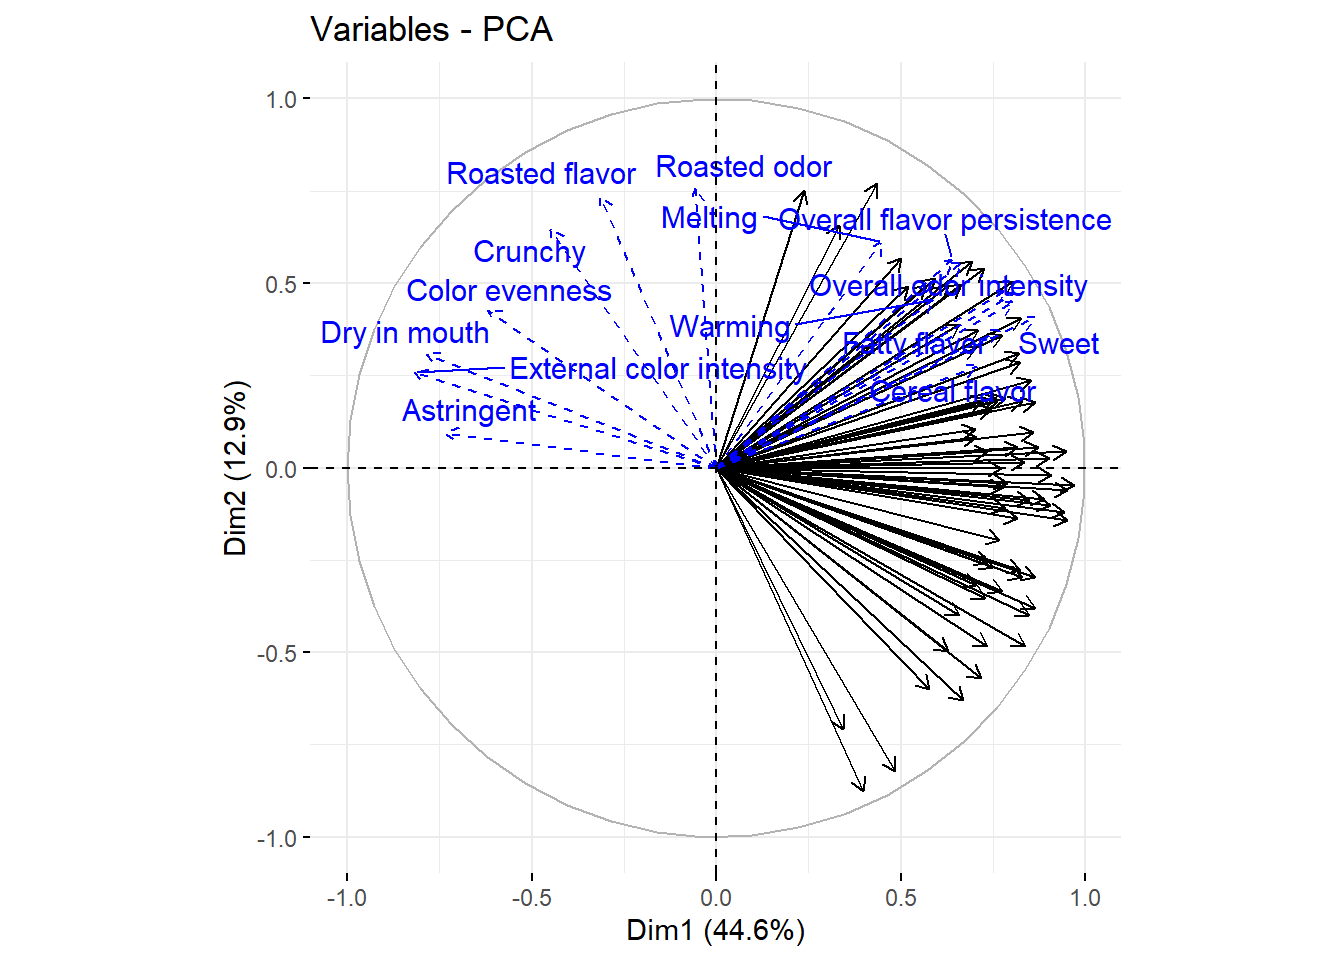 Variables - PCA
1.0
Roasted flavor
Roasted odor
Melting
Overall flavor persistence
Crunchy
Color evenness
0.5
Overall odor intensity
Dry in mouth
Warming
Fatty flavor
Sweet
External color intensity
Cereal flavor
Astringent
0.0
Dim2 (12.9%)
-0.5
-1.0
-1.0 -0.5 0.0 0.5 1.0
Dim1 (44.6%)